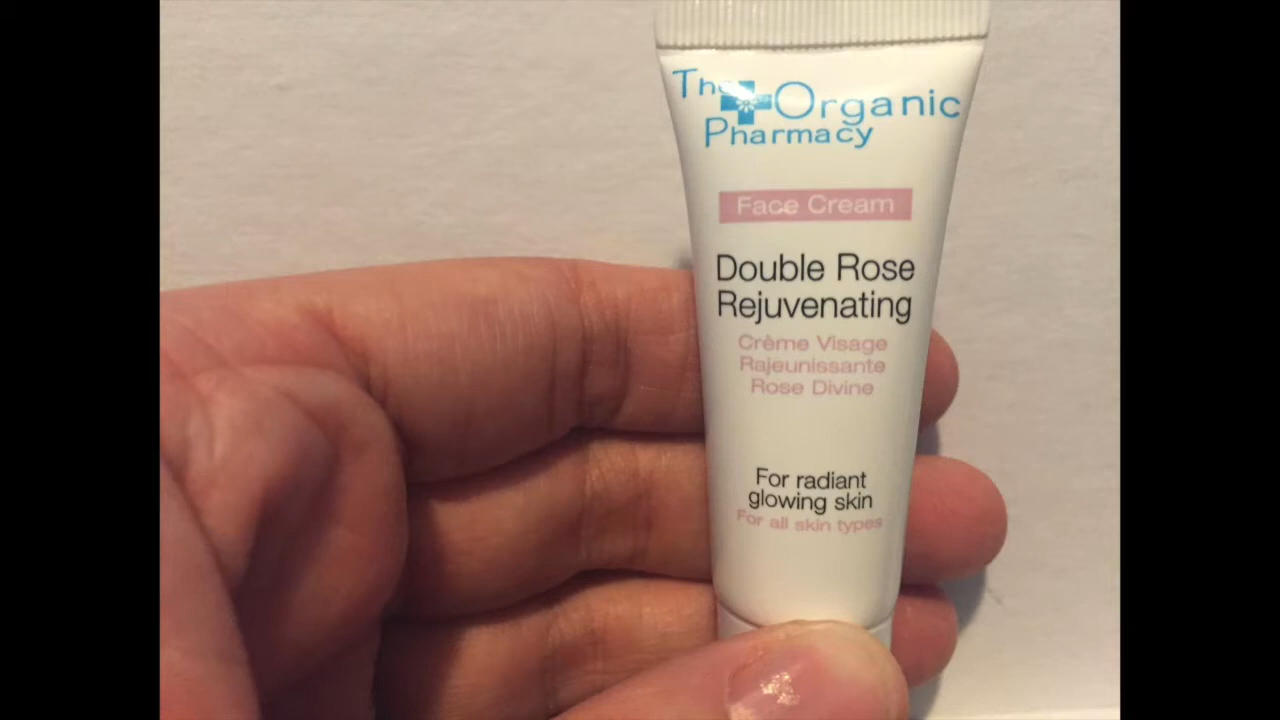 The Organic
Pharmacy
Face Cream
Double Rose
Rejuvenating
Crème Visage
Rajeunissante
Rose Divine
For radiant
glowing skin
For all skin types